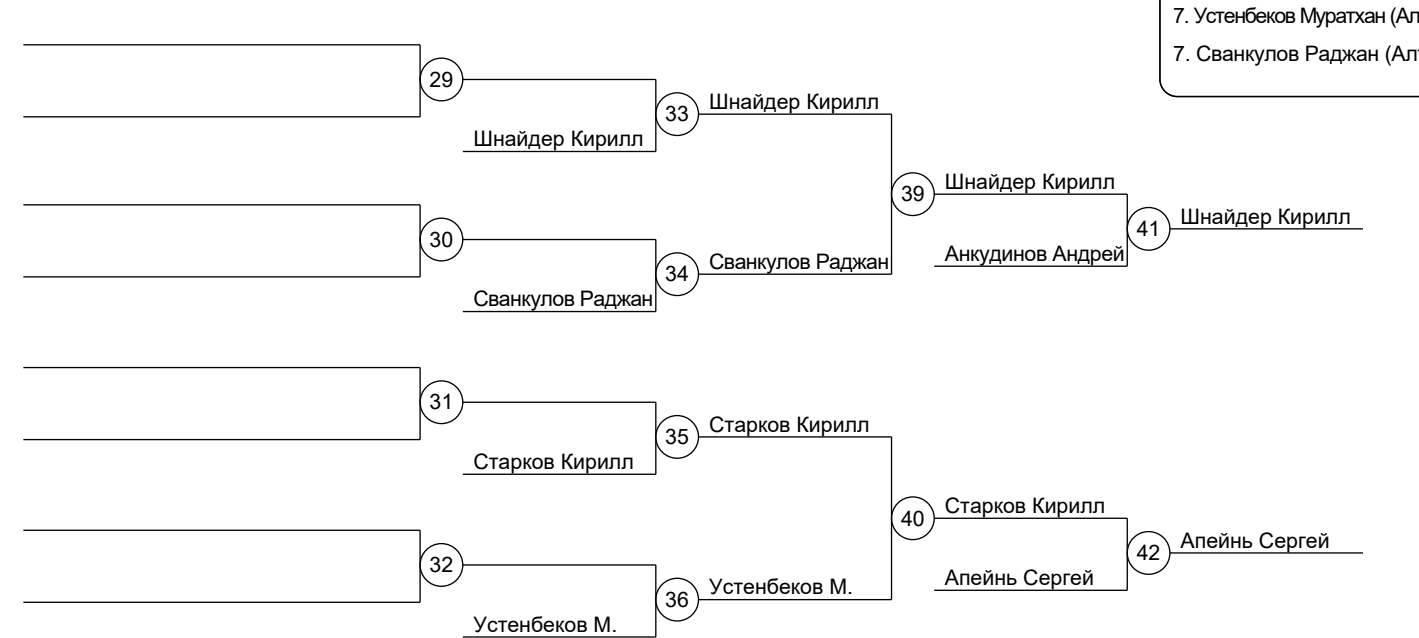 7. Устенбеков Муратхан (Ал
7. Сванкулов Раджан (Алт
29
33
Шнайдер Кирилл
Шнайдер Кирилл
39
Шнайдер Кирилл
41
Шнайдер Кирилл
30
34
Сванкулов Раджан
Анкудинов Андрей
Сванкулов Раджан
31
35
Старков Кирилл
Старков Кирилл
40
Старков Кирилл
42
Апейнь Сергей
32
36
Устенбеков М.
Апейнь Сергей
Устенбеков М.